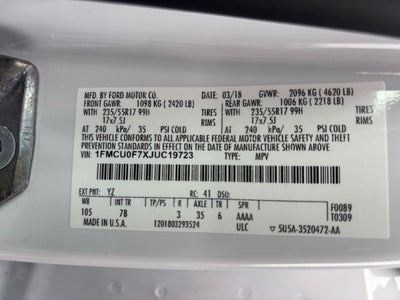 MFD. BY FORD MOTOR CO.
DATE: 03/18 GVWR: 2096 KG ( 4620 LB)
FRONT GAWR: 1098 KG ( 2420 LB) REAR GAWR: 1006 KG ( 2218 LB)
WITH 235/55R17 99H TIRES WITH 235/55R17 99H TIRES
17x7.5J RIMS 17x7.5J RIMS
AT 240 kPa/ 35 PSI COLD AT 240 kPa/ 35 PSI COLD
THIS VEHICLE CONFORMS TO ALL APPLICABLE FEDERAL MOTOR VEHICLE SAFETY AND THEFT
PREVENTION STANDARDS IN EFFECT ON THE DATE OF MANUFACTURE SHOWN ABOVE.
VIN: 1FMCU0F7XJUC19723 TYPE: MPV
EXT PNT: YZ RC: 41 DSO:
WB INT TR TP/PS R AXLE TR SPR F0089
105 7B 3 35 6 AAAA T0309
MADE IN U.S.A. 1201803293524 ULC 5U5A-3520472-AA